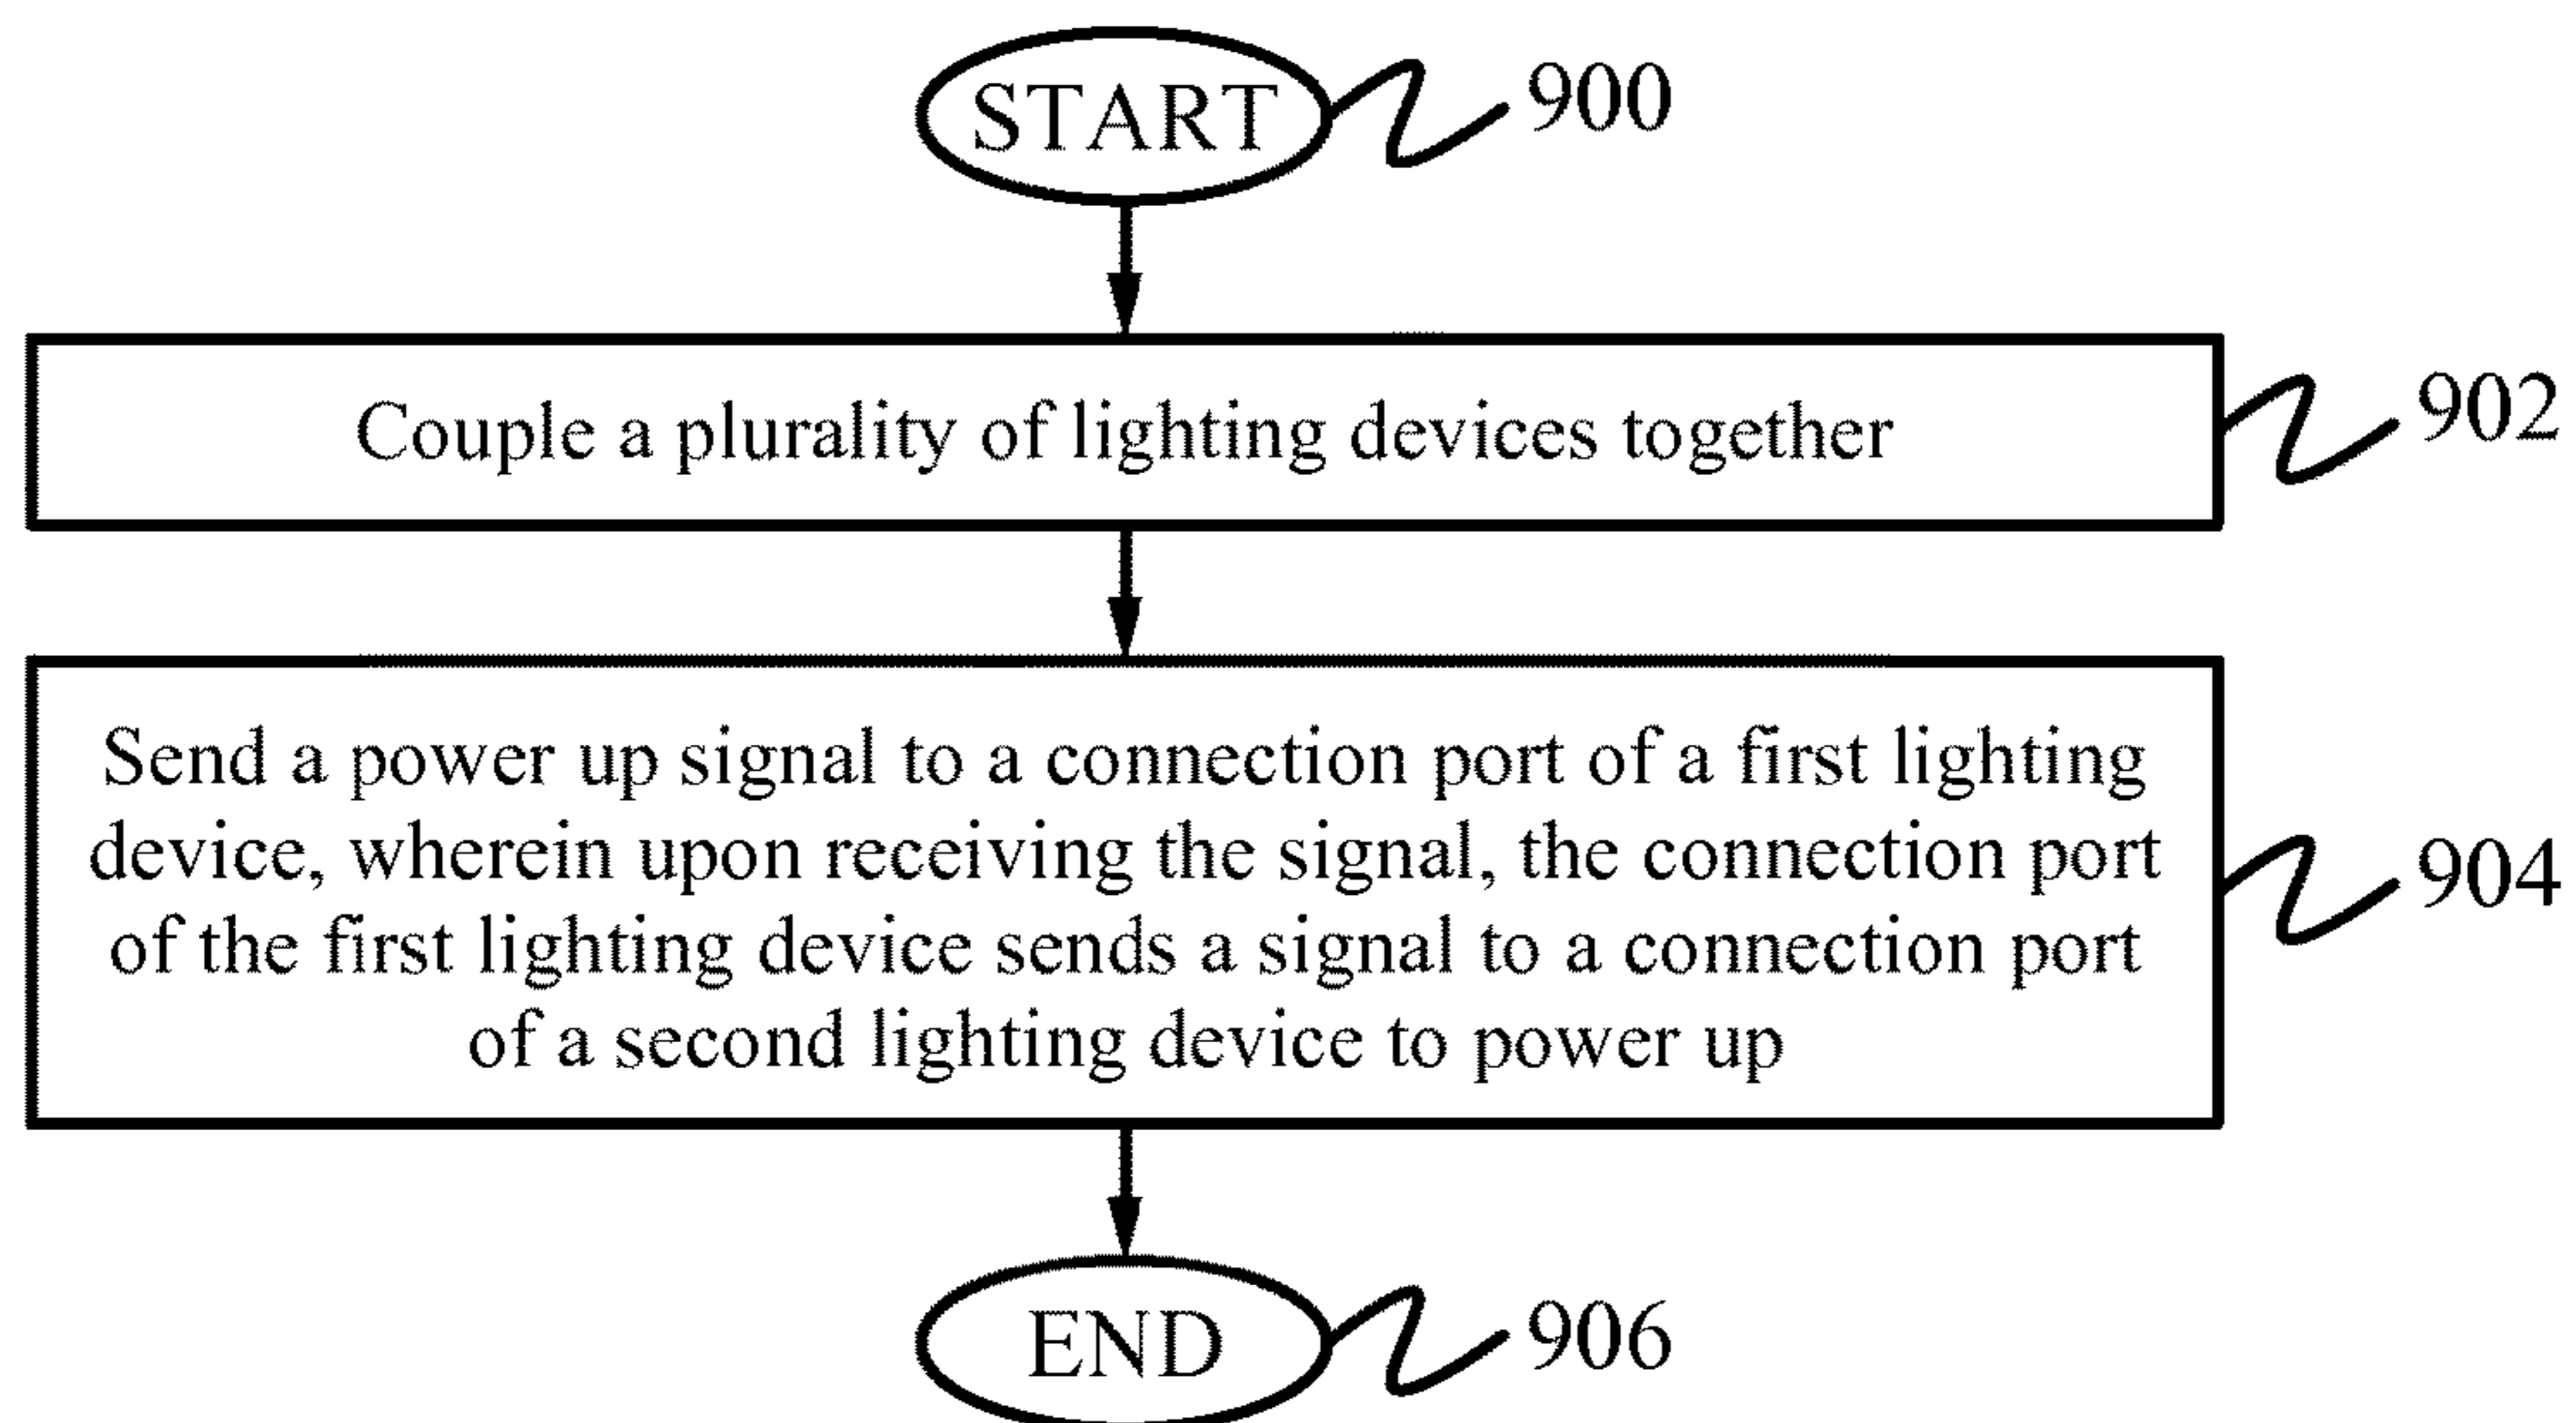 START
900
Couple a plurality of lighting devices together
902
Send a power up signal to a connection port of a first lighting
device, wherein upon receiving the signal, the connection port
of the first lighting device sends a signal to a connection port
of a second lighting device to power up
904
END
906